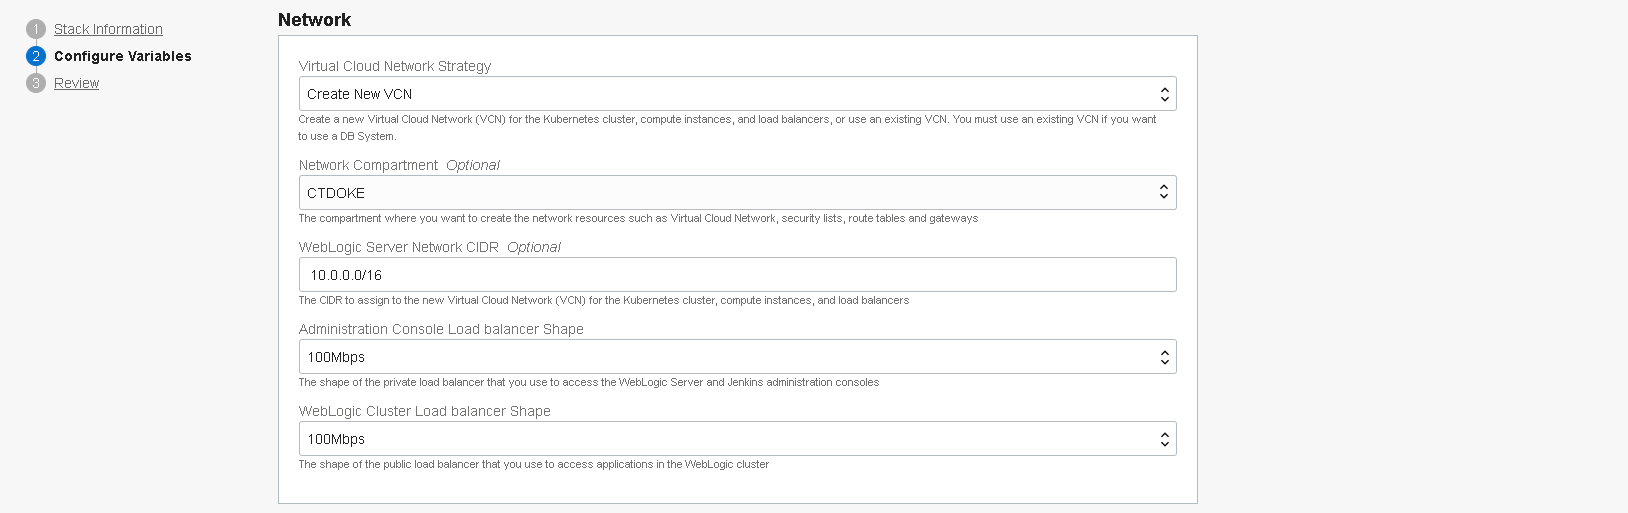 1 Stack Information
2 Configure Variables
3 Review
Network
Virtual Cloud Network Strategy
Create New VCN
Create a new Virtual Cloud Network (VCN) for the Kubernetes cluster, compute instances, and load balancers, or use an existing VCN. You must use an existing VCN if you want
to use a DB System.
Network Compartment Optional
CTDOKE
The compartment where you want to create the network resources such as Virtual Cloud Network, security lists, route tables and gateways
WebLogic Server Network CIDR Optional
10.0.0.0/16
The CIDR to assign to the new Virtual Cloud Network (VCN) for the Kubernetes cluster, compute instances, and load balancers
Administration Console Load balancer Shape
100Mbps
The shape of the private load balancer that you use to access the WebLogic Server and Jenkins administration consoles
WebLogic Cluster Load balancer Shape
100Mbps
The shape of the public load balancer that you use to access applications in the WebLogic cluster